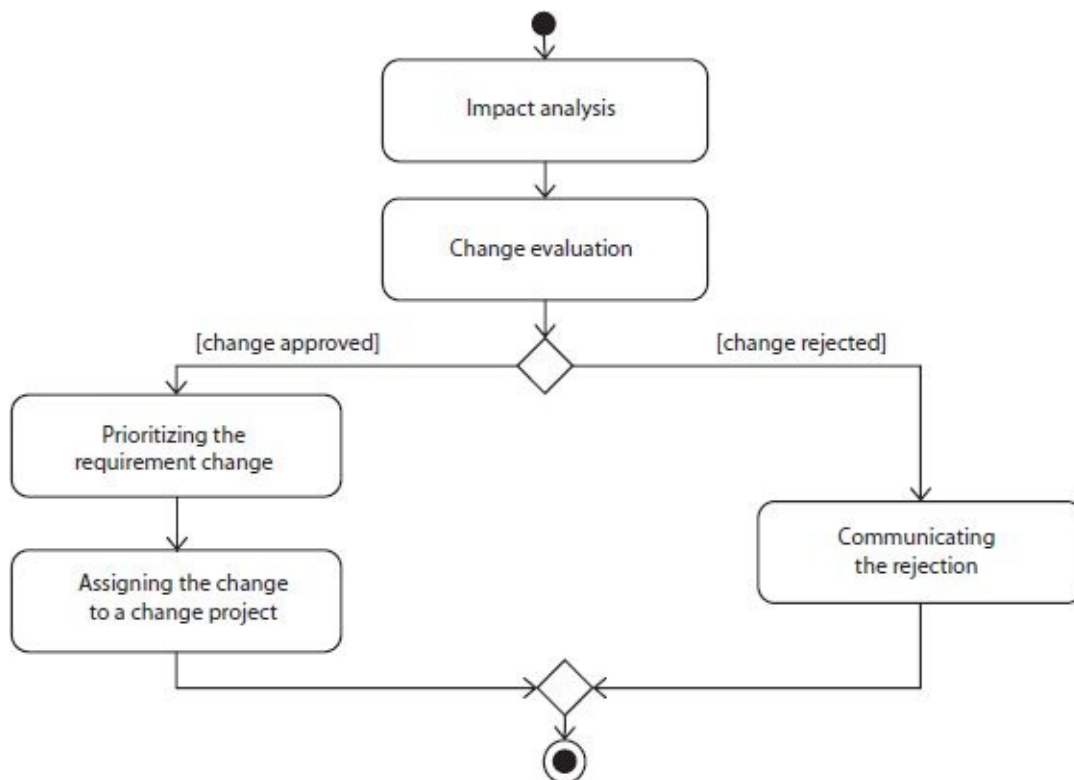 Impact analysis
Change evaluation
[change approved]
[change rejected]
Prioritizing the
requirement change
Assigning the change
to a change project
Communicating
the rejection